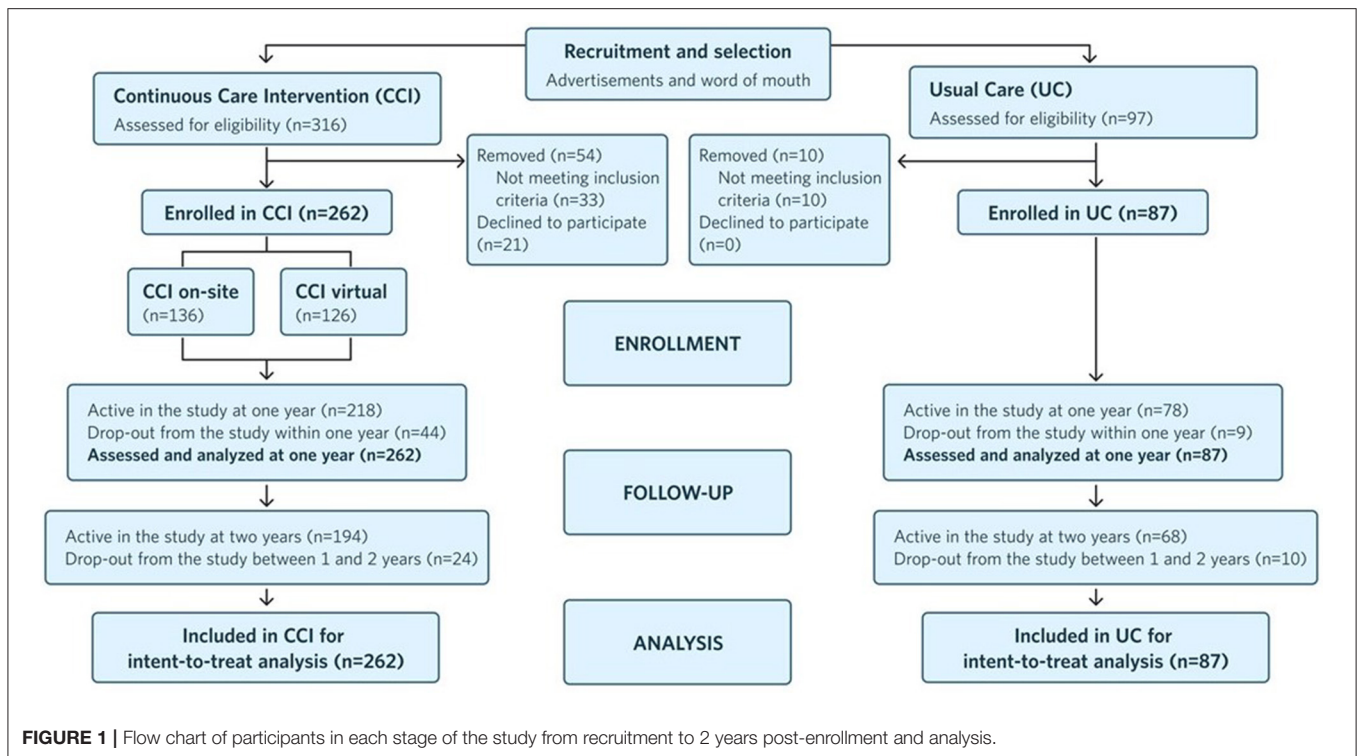 Recruitment and selection
Advertisements and word of mouth
Continuous Care Intervention (CCI)
Assessed for eligibility (n=316)
Usual Care (UC)
Assessed for eligibility (n=97)
Removed (n=54)
Not meeting inclusion
criteria (n=33)
Declined to participate
(n=21)
Removed (n=10)
Not meeting inclusion
criteria (n=10)
Declined to participate
(n=0)
Enrolled in CCI (n=262)
Enrolled in UC (n=87)
CCI on-site
(n=136)
CCI virtual
(n=126)
ENROLLMENT
Active in the study at one year (n=218)
Drop-out from the study within one year (n=44)
Assessed and analyzed at one year (n=262)
Active in the study at one year (n=78)
Drop-out from the study within one year (n=9)
Assessed and analyzed at one year (n=87)
FOLLOW-UP
Active in the study at two years (n=194)
Drop-out from the study between 1 and 2 years (n=24)
Active in the study at two years (n=68)
Drop-out from the study between 1 and 2 years (n=10)
Included in CCI for
intent-to-treat analysis (n=262)
ANALYSIS
Included in UC for
intent-to-treat analysis (n=87)
FIGURE 1 | Flow chart of participants in each stage of the study from recruitment to 2 years post-enrollment and analysis.